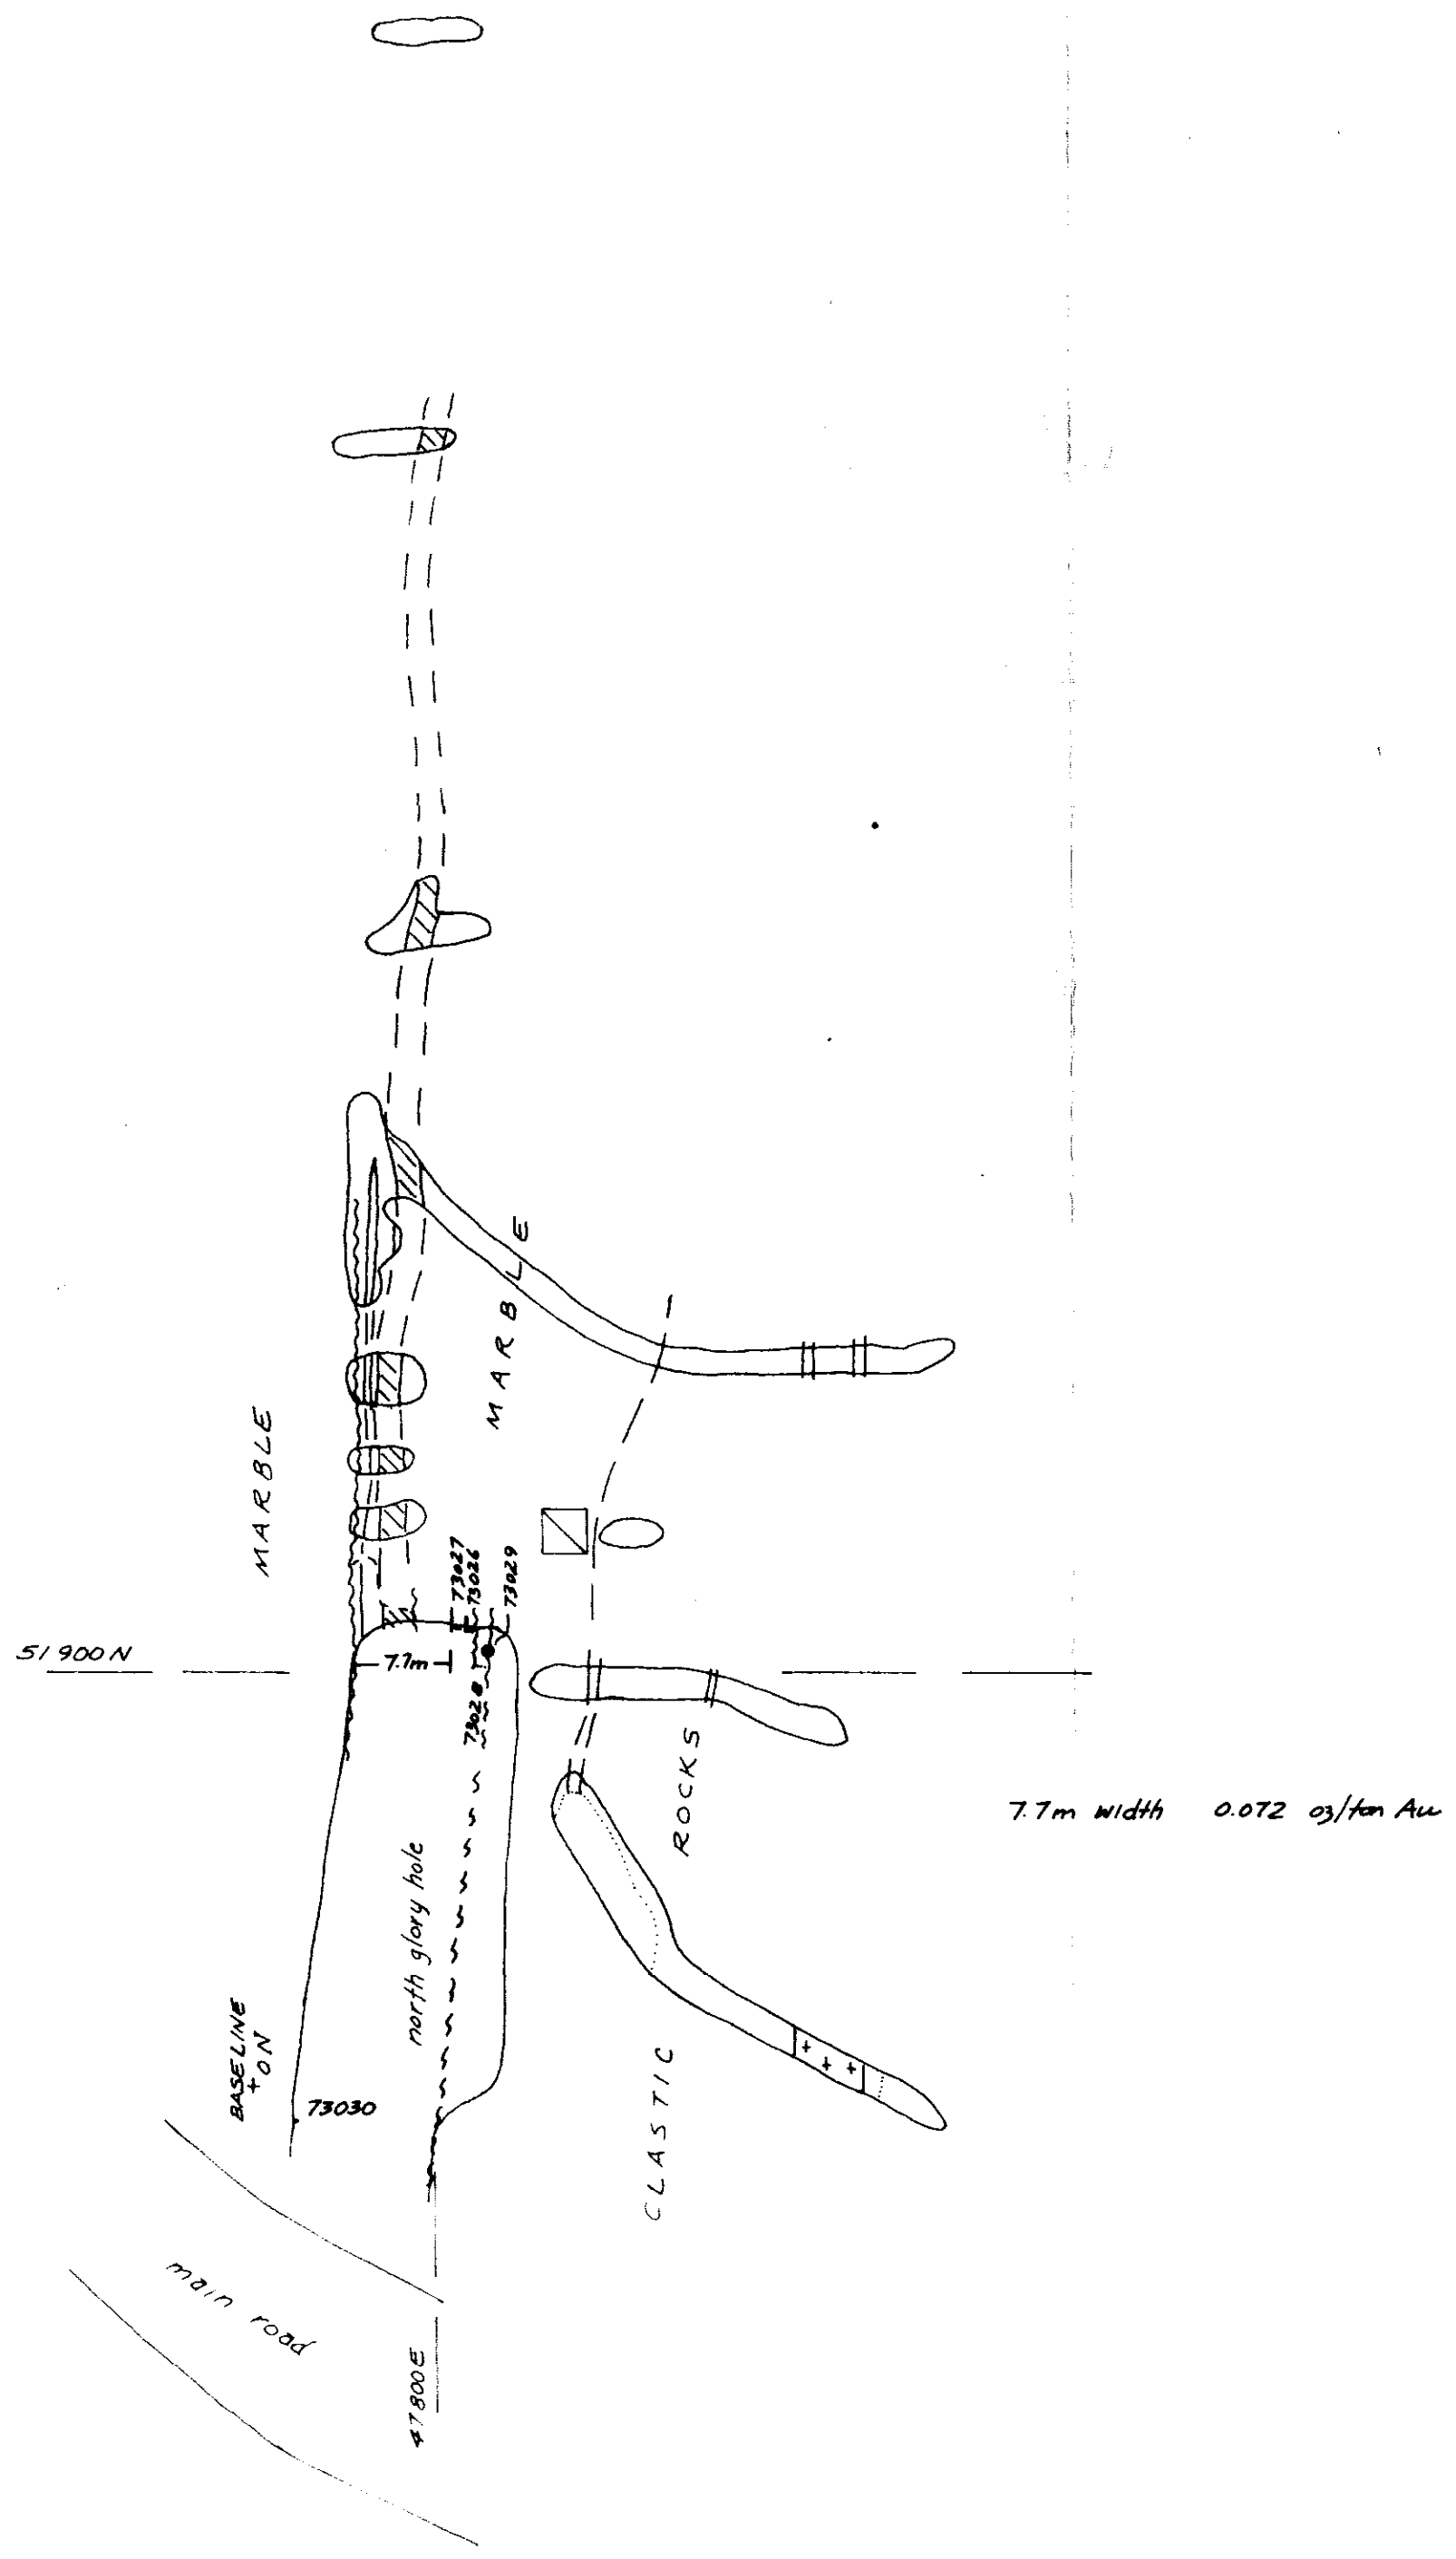 MARBLE
MARBLE
73027
73026
73029
51900N
7.7m
73028
ROCKS
7.7m width 0.072 oz/ton Au
north glory hole
BASELINE
+ ON
73030
CLASTIC
main road
47800E